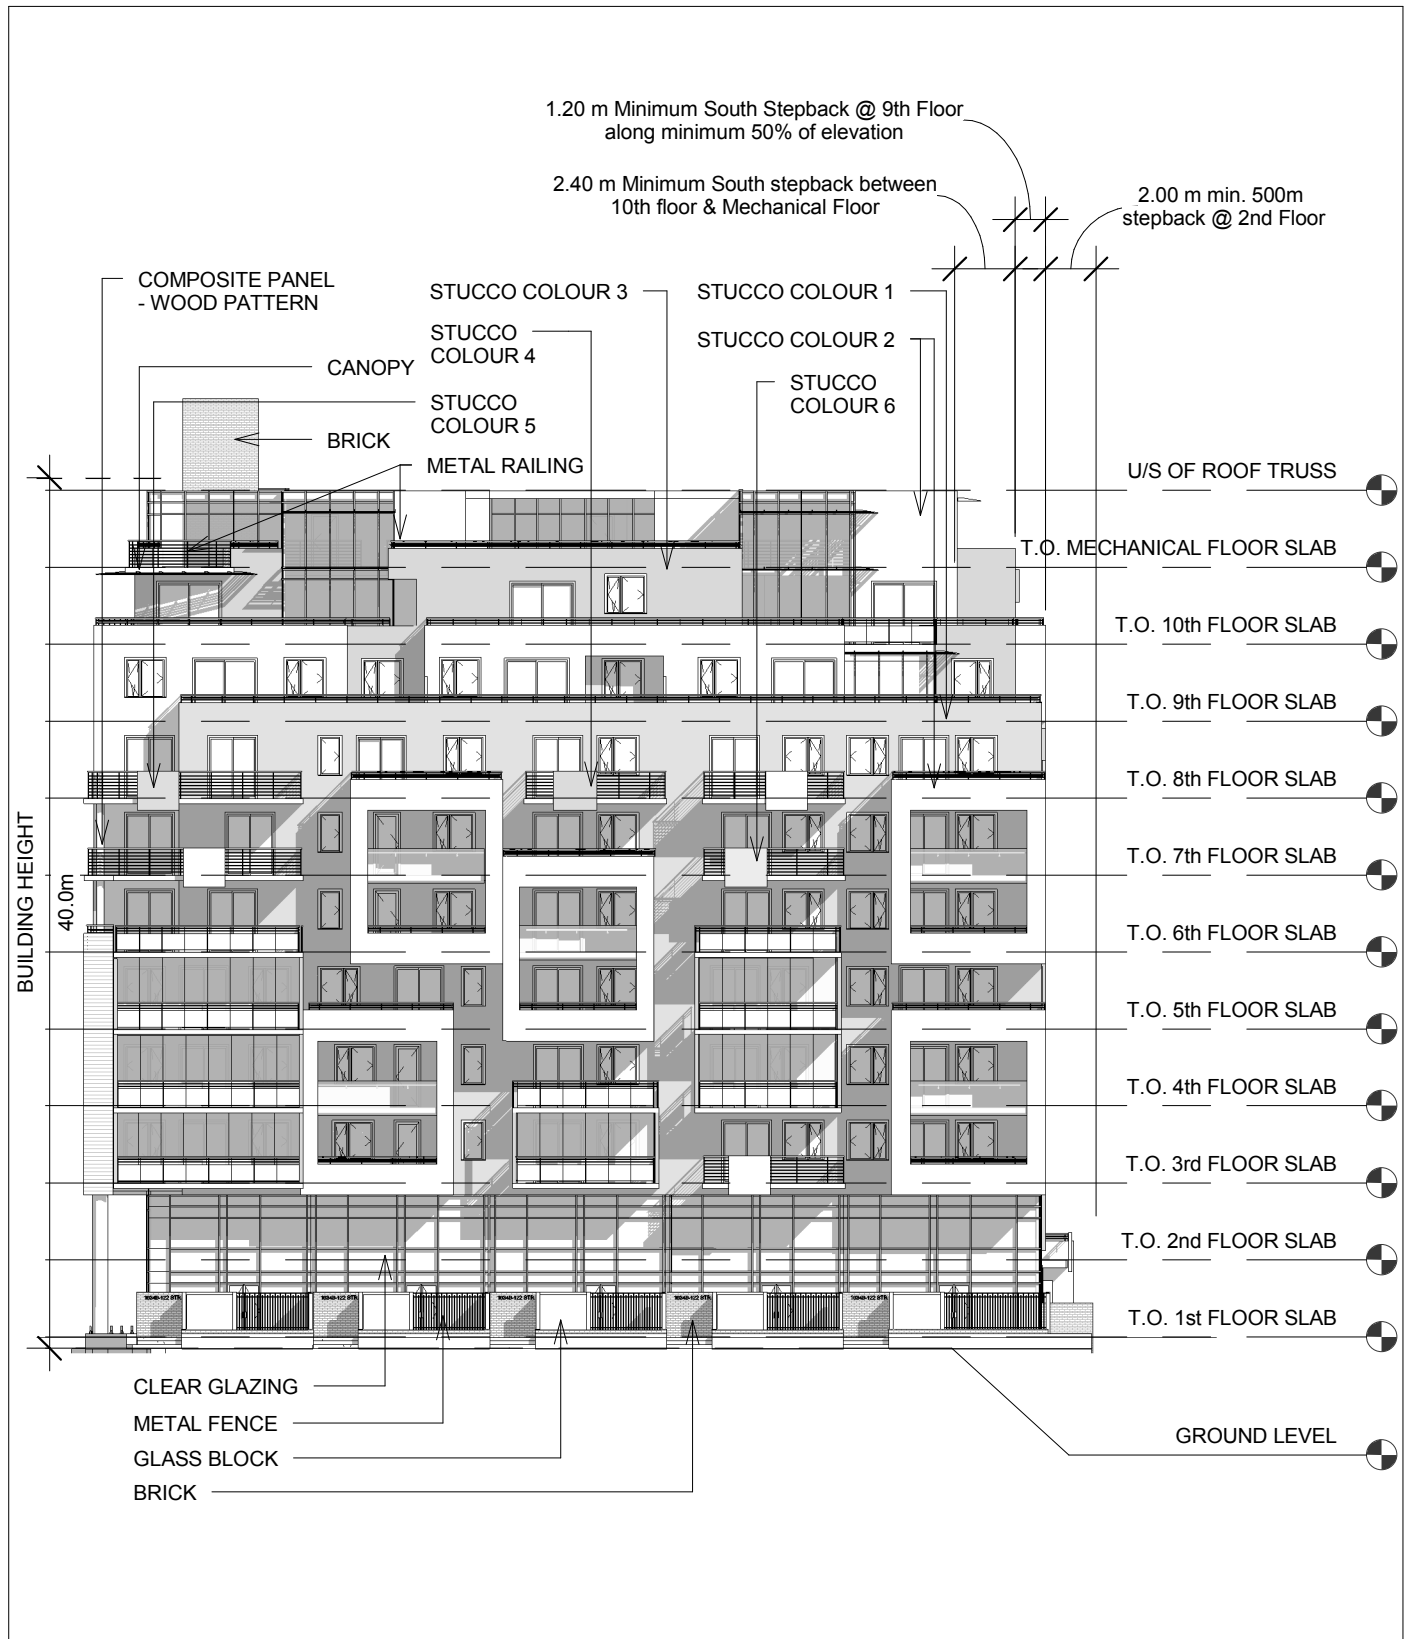 1.20 m Minimum South Stepback @ 9th Floor
along minimum 50% of elevation
2.40 m Minimum South stepback between
10th floor & Mechanical Floor
2.00 m min. 500m
stepback @ 2nd Floor
COMPOSITE PANEL
- WOOD PATTERN
STUCCO COLOUR 3
STUCCO COLOUR 1
STUCCO
COLOUR 4
STUCCO COLOUR 2
CANOPY
STUCCO
COLOUR 6
STUCCO
COLOUR 5
BRICK
METAL RAILING
U/S OF ROOF TRUSS
T.O. MECHANICAL FLOOR SLAB
T.O. 10th FLOOR SLAB
T.O. 9th FLOOR SLAB
T.O. 8th FLOOR SLAB
T.O. 7th FLOOR SLAB
T.O. 6th FLOOR SLAB
T.O. 5th FLOOR SLAB
T.O. 4th FLOOR SLAB
T.O. 3rd FLOOR SLAB
T.O. 2nd FLOOR SLAB
T.O. 1st FLOOR SLAB
GROUND LEVEL
BUILDING HEIGHT
40.0m
CLEAR GLAZING
METAL FENCE
GLASS BLOCK
BRICK